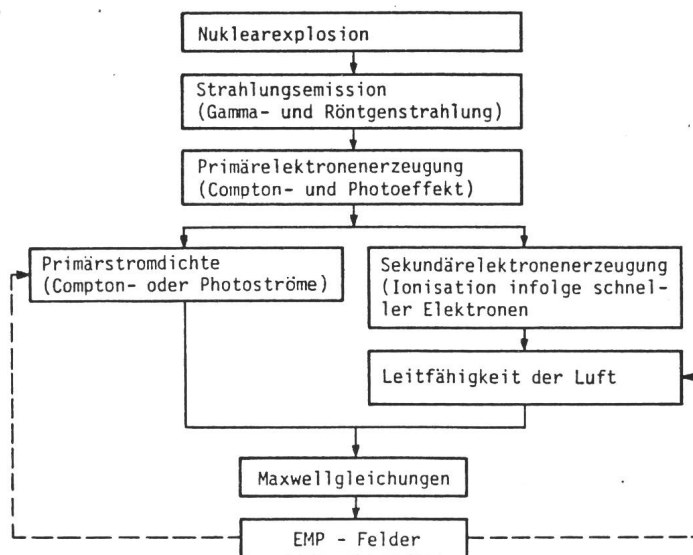 Nuklearexplosion
Strahlungsemission
(Gamma- und Röntgenstrahlung)
Primärelektronenerzeugung
(Compton- und Photoeffekt)
Primärstromdichte
(Compton- oder Photoströme)
Sekundärelektronenerzeugung
(Ionisation infolge schnel-
ler Elektronen
Leitfähigkeit der Luft
Maxwellgleichungen
EMP - Felder